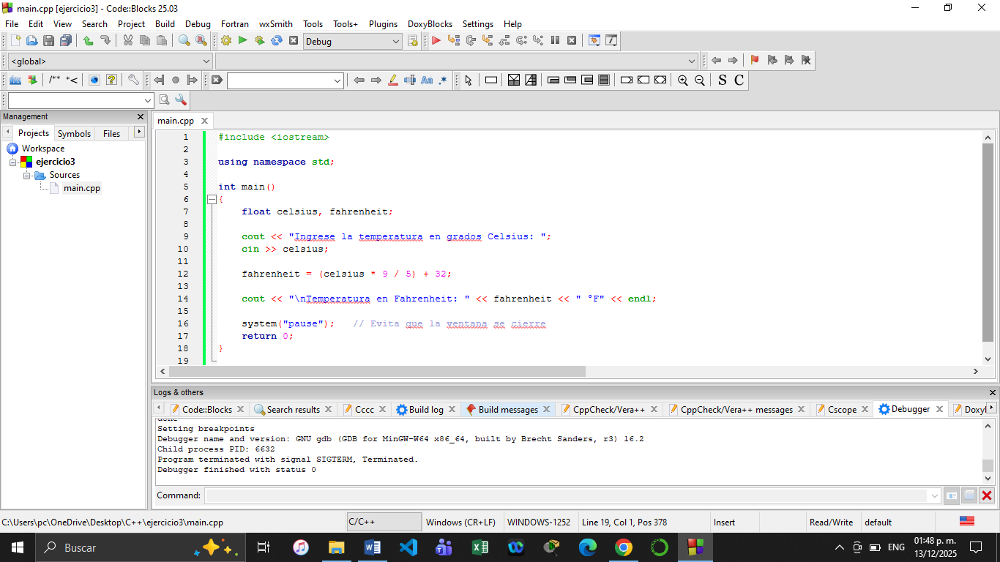 main.cpp [ejercicio3] - Code::Blocks 25.03
File Edit View Search Project Build Debug Fortran wxSmith Tools Tools+ Plugins DoxyBlocks Settings Help
Debug
<global>
/** *<
Aa .*
S C
Management
Projects Symbols Files
Workspace
ejercicio3
Sources
main.cpp
main.cpp
1 #include <iostream>
2
3 using namespace std;
4
5 int main()
6 {
7 float celsius, fahrenheit;
8
9 cout << "Ingrese la temperatura en grados Celsius: ";
10 cin >> celsius;
11
12 fahrenheit = (celsius * 9 / 5) + 32;
13
14 cout << "\nTemperatura en Fahrenheit: " << fahrenheit << " °F" << endl;
15
16 system("pause"); // Evita que la ventana se cierre
17 return 0;
18 }
19
Logs & others
Code::Blocks Search results Cccc Build log Build messages CppCheck/Vera++ CppCheck/Vera++ messages Cscope Debugger Doxyl
Setting breakpoints
Debugger name and version: GNU gdb (GDB for MinGW-W64 x86_64, built by Brecht Sanders, r3) 16.2
Child process PID: 6632
Program terminated with signal SIGTERM, Terminated.
Debugger finished with status 0
Command:
C:\Users\pc\OneDrive\Desktop\C++\ejercicio3\main.cpp C/C++ Windows (CR+LF) WINDOWS-1252 Line 19, Col 1, Pos 378 Insert Read/Write default
Buscar
ENG
01:48 p. m.
13/12/2025